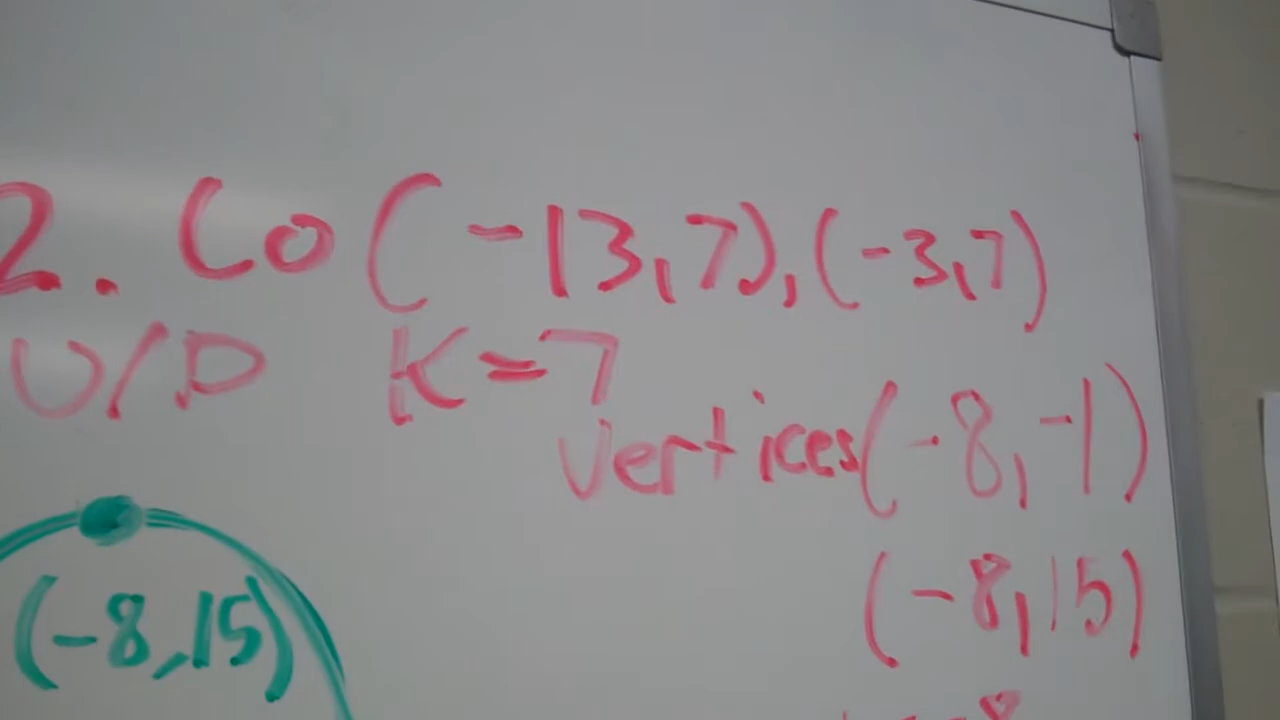 2. Co (-13,7), (-3,7)
U/D K=7
vertices (-8,-1)
(-8,15)
(-8,15)